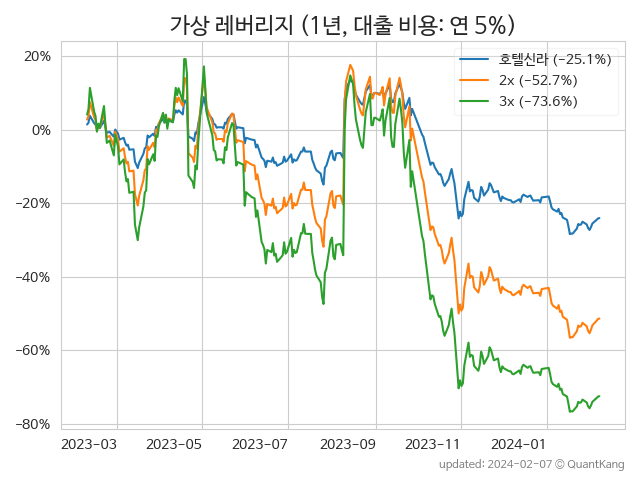 가상 레버리지 (1년, 대출 비용: 연 5%)
호텔신라 (−25.1%)
2x (−52.7%)
3x (−73.6%)
20%
0%
−20%
−40%
−60%
−80%
2023-03 2023-05 2023-07 2023-09 2023-11 2024-01
updated: 2024-02-07 © QuantKang